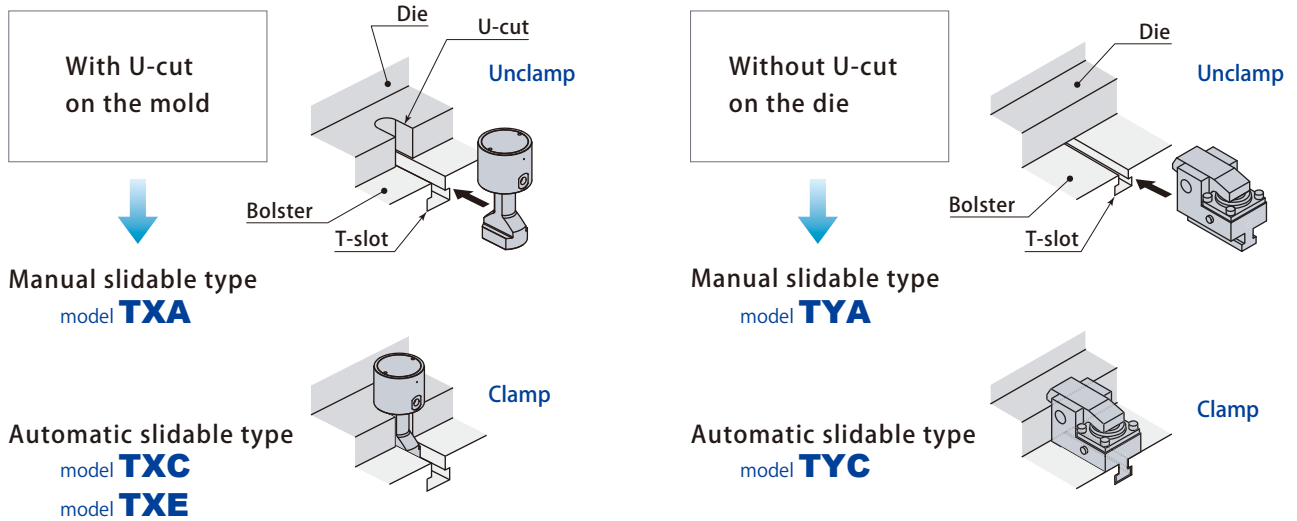 With U-cut
on the mold
Die
U-cut
Unclamp
Bolster
T-slot
Manual slidable type
model TXA
Clamp
Automatic slidable type
model TXC
model TXE
Without U-cut
on the die
Die
Unclamp
Bolster
T-slot
Manual slidable type
model TYA
Clamp
Automatic slidable type
model TYC